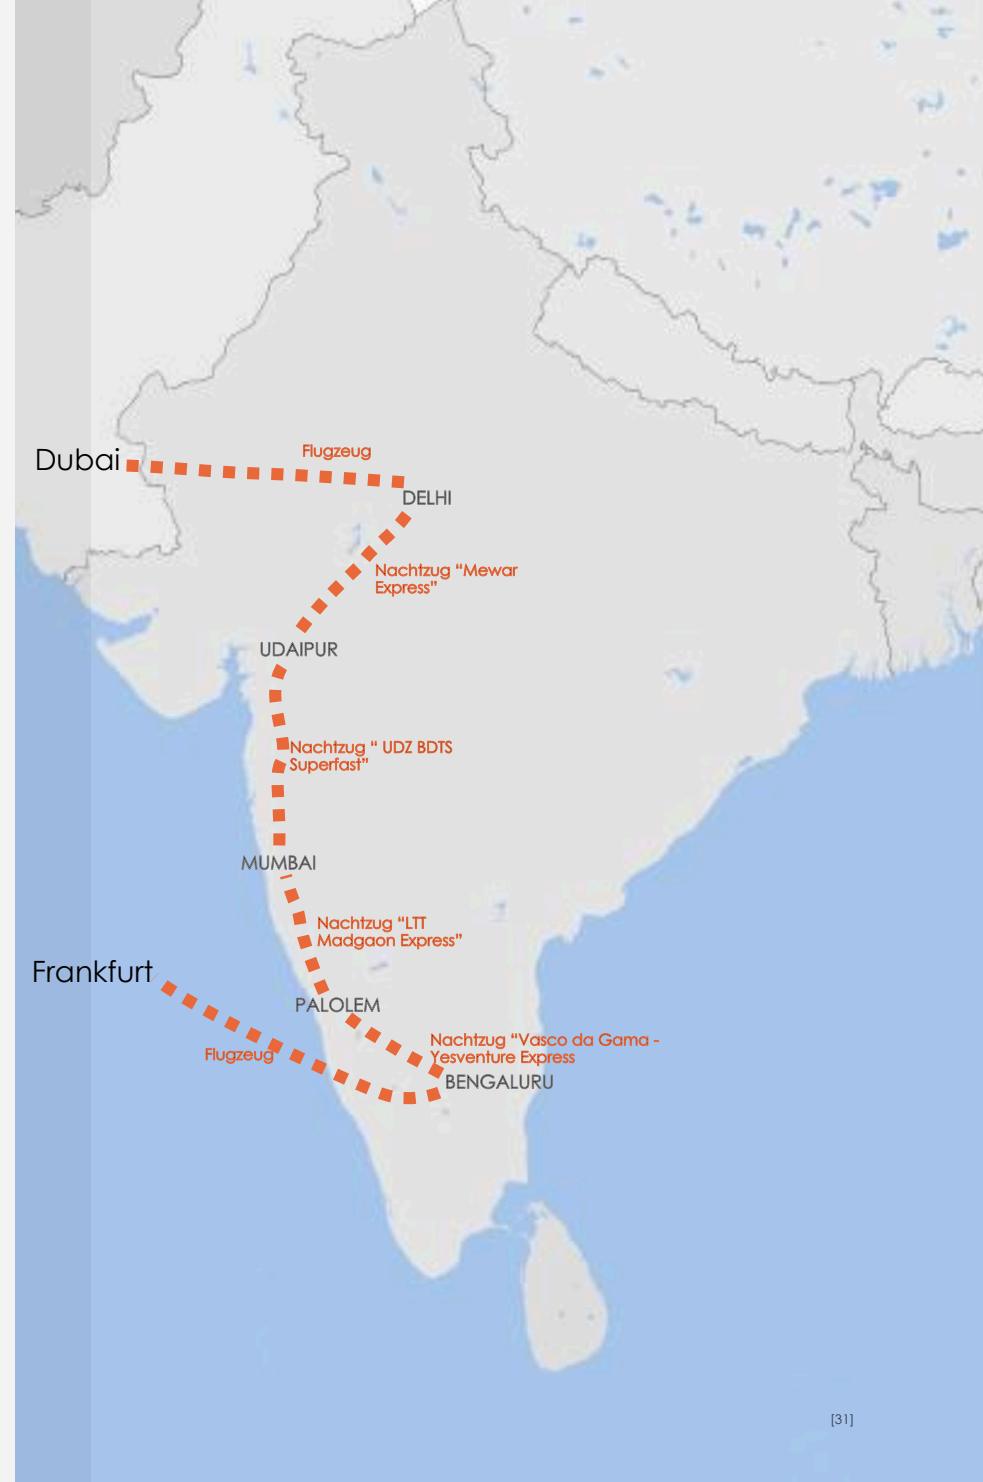 Flugzeug
Dubai
DELHI
Nachtzug “Mewar
Express”
UDAIPUR
Nachtzug “ UDZ BDTS
Superfast”
MUMBAI
Nachtzug “LTT
Madgaon Express”
Frankfurt
PALOLEM
Nachtzug “Vasco da Gama -
Yesventure Express
Flugzeug
BENGALURU
[31]